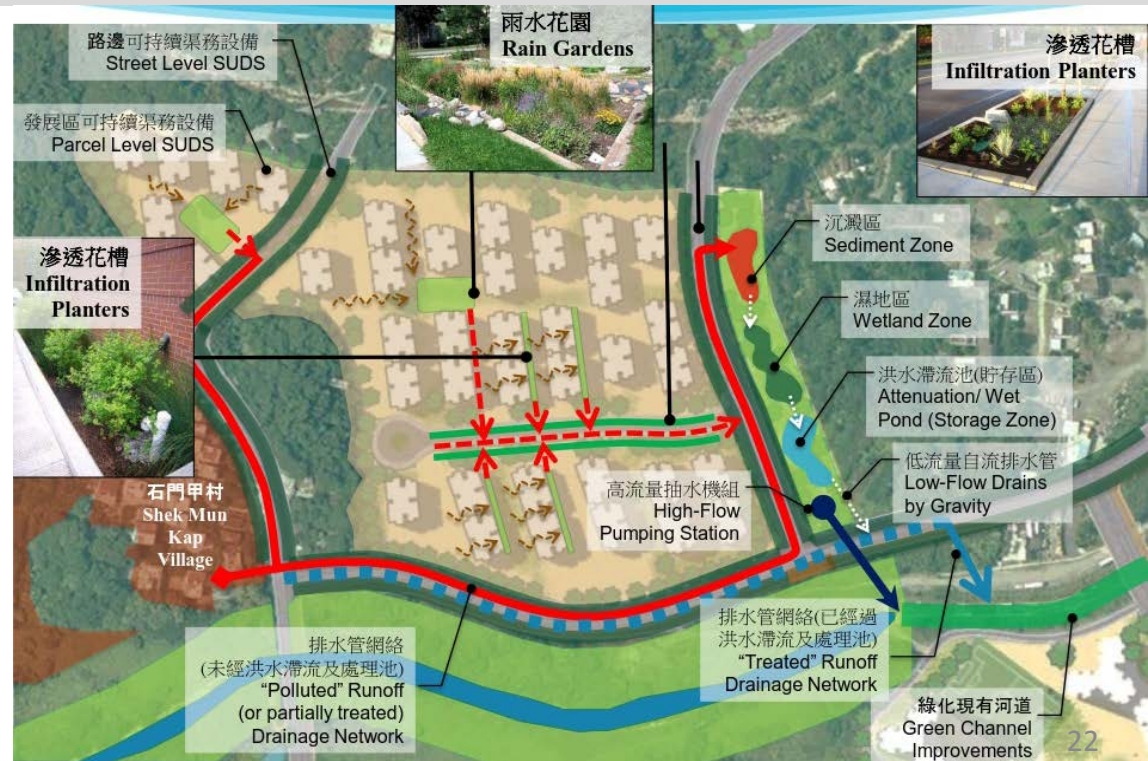 路邊可持續渠務設備
Street Level SUDS
發展區可持續渠務設備
Parcel Level SUDS
雨水花園
Rain Gardens
滲透花槽
Infiltration Planters
滲透花槽
Infiltration
Planters
沉澱區
Sediment Zone
濕地區
Wetland Zone
洪水滯流池(貯存區)
Attenuation/ Wet
Pond (Storage Zone)
低流量自流排水管
Low-Flow Drains
by Gravity
高流量抽水機組
High-Flow
Pumping Station
石門甲村
Shek Mun
Kap
Village
排水管網絡
(未經洪水滯流及處理池)
“Polluted” Runoff
(or partially treated)
Drainage Network
排水管網絡(已經過
洪水滯流及處理池)
“Treated” Runoff
Drainage Network
綠化現有河道
Green Channel
Improvements
22